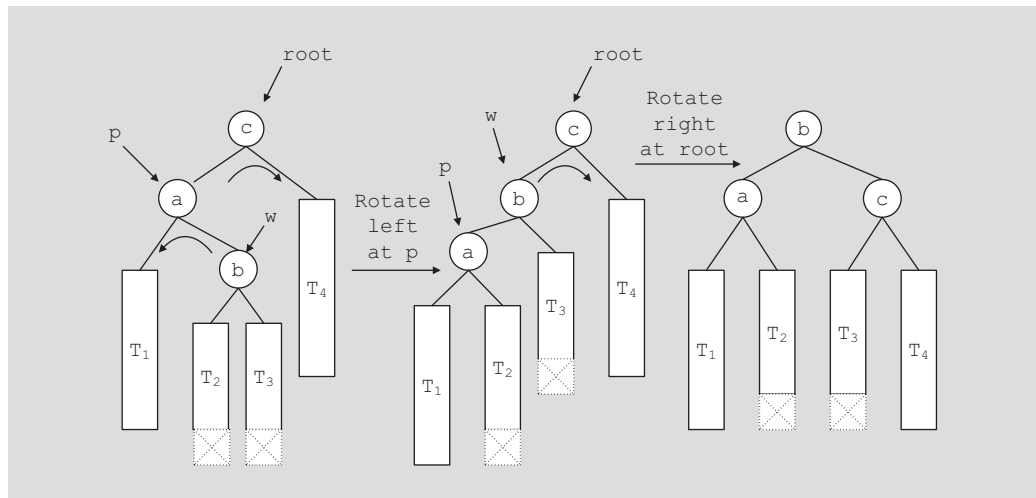 root
c
p
a
w
b
T₁
T₂
T₃
T₄
Rotate
left
at p
root
w
c
p
b
a
T₃
T₄
T₁
T₂
Rotate
right
at root
b
a
c
T₁
T₂
T₃
T₄